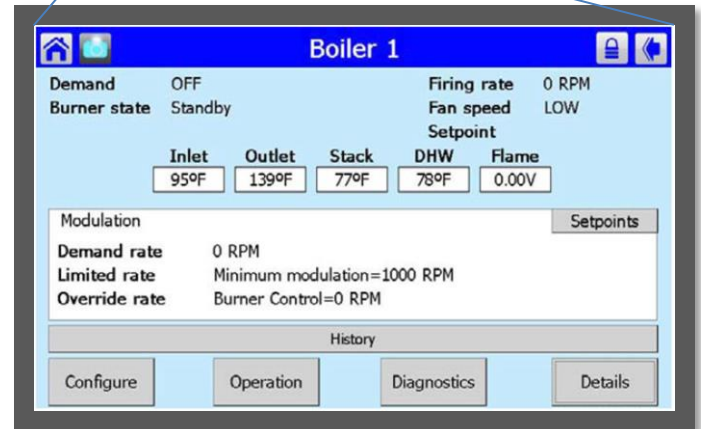 Boiler 1
Demand OFF Firing rate 0 RPM
Burner state Standby Fan speed LOW
Setpoint
Inlet Outlet Stack DHW Flame
95ºF 139ºF 77ºF 78ºF 0.00V
Modulation Setpoints
Demand rate 0 RPM
Limited rate Minimum modulation=1000 RPM
Override rate Burner Control=0 RPM
History
Configure Operation Diagnostics Details